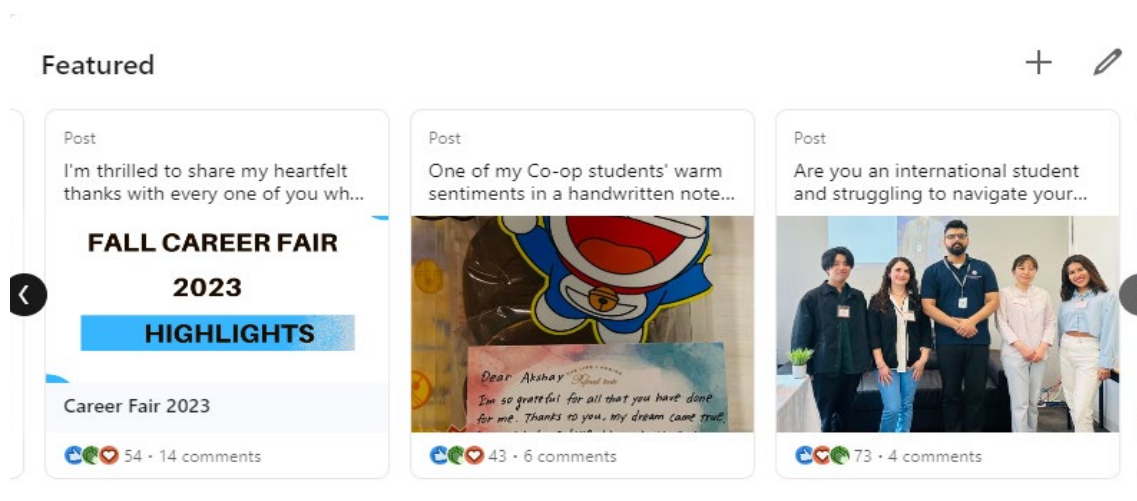 Featured
Post
I'm thrilled to share my heartfelt
thanks with every one of you wh...
FALL CAREER FAIR
2023
HIGHLIGHTS
Career Fair 2023
54 · 14 comments
Post
One of my Co-op students' warm
sentiments in a handwritten note...
Dear Akshay
I'm so grateful for all that you have done
for me. Thanks to you, my dream came true.
43 · 6 comments
Post
Are you an international student
and struggling to navigate your...
73 · 4 comments